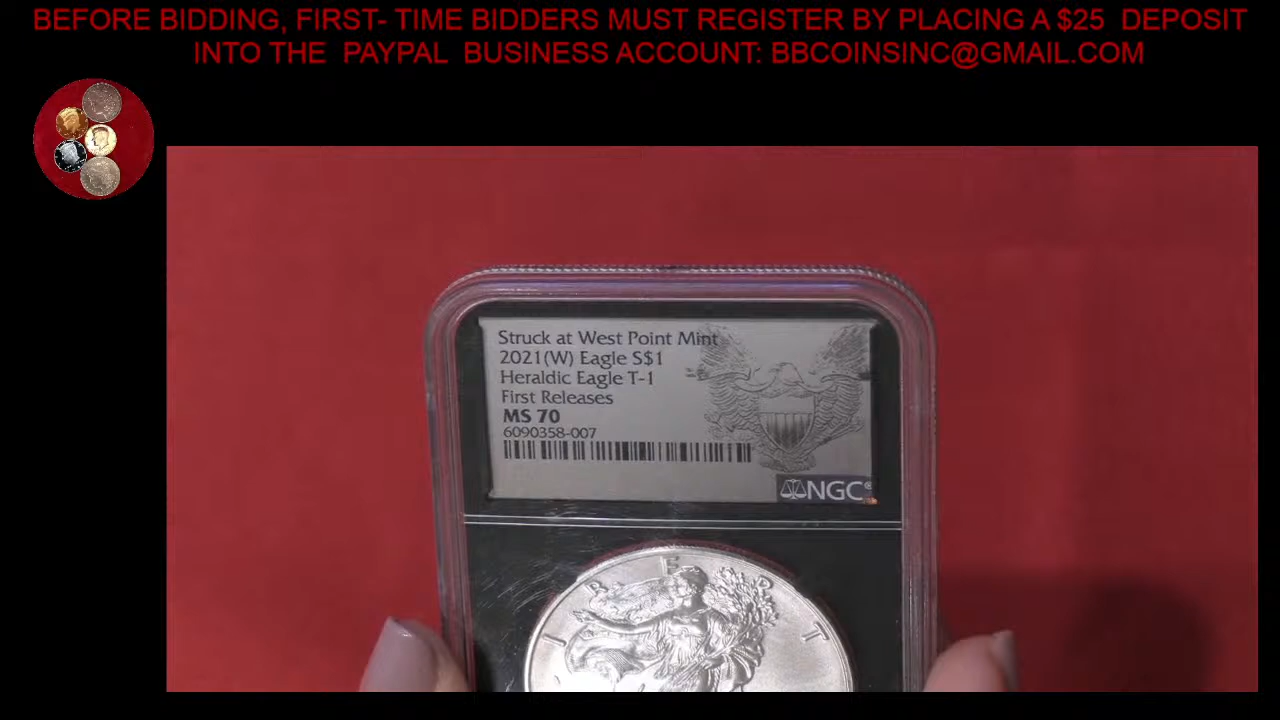 BEFORE BIDDING, FIRST- TIME BIDDERS MUST REGISTER BY PLACING A $25 DEPOSIT
INTO THE PAYPAL BUSINESS ACCOUNT: BBCOINSINC@GMAIL.COM
Struck at West Point Mint
2021(W) Eagle S$1
Heraldic Eagle T-1
First Releases
MS 70
6090358-007
NGC
L I B E R T